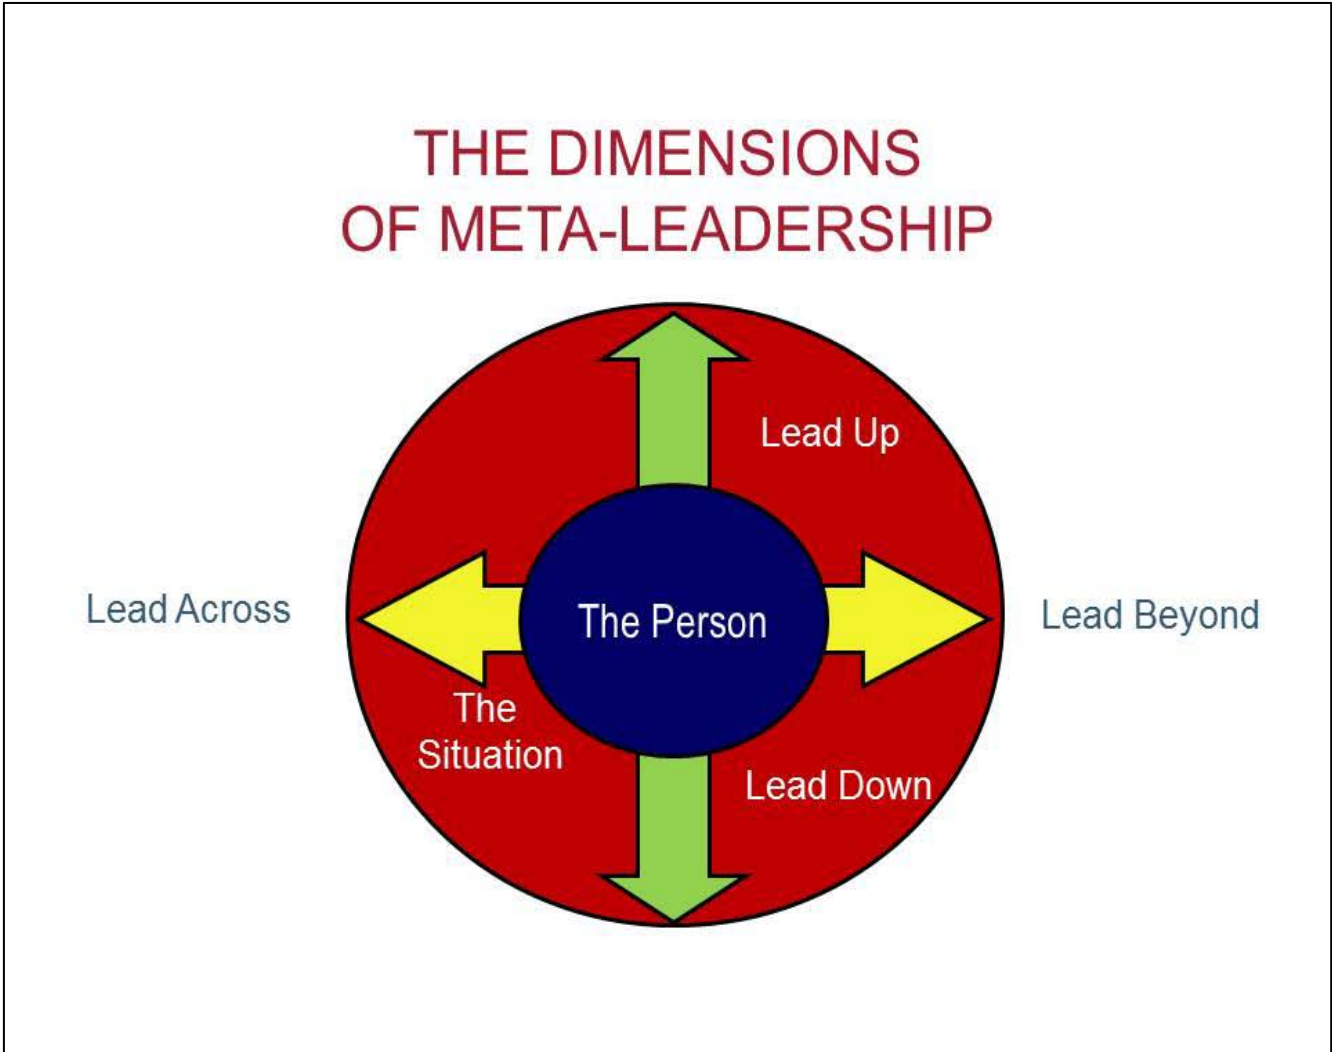 THE DIMENSIONS
OF META-LEADERSHIP
Lead Up
Lead Across
The Person
Lead Beyond
The
Situation
Lead Down